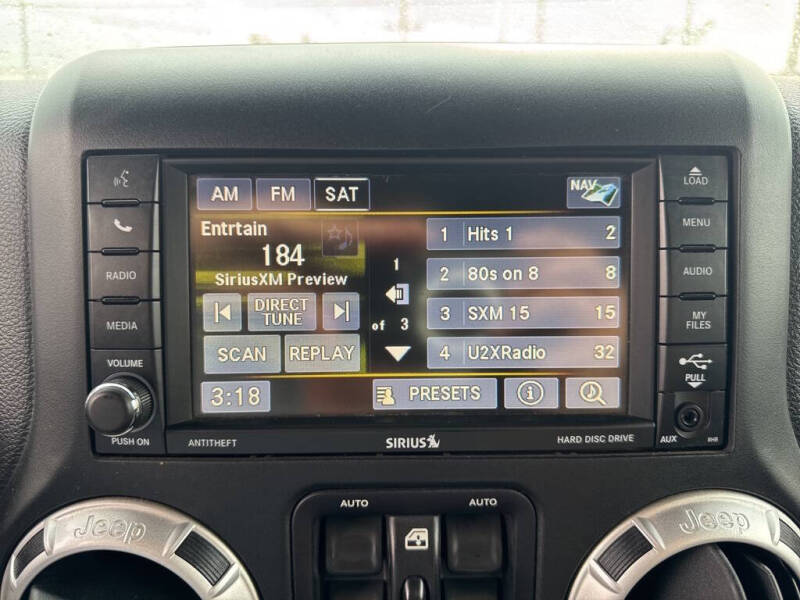 AM FM SAT NAV
LOAD
MENU
AUDIO
MY
FILES
PULL
AUX
RHR
RADIO
MEDIA
VOLUME
PUSH ON
Entrtain
184
SiriusXM Preview
DIRECT
TUNE
SCAN REPLAY
3:18
1
of 3
1 Hits 1 2
2 80s on 8 8
3 SXM 15 15
4 U2XRadio 32
PRESETS
i
ANTITHEFT SIRIUS HARD DISC DRIVE
AUTO AUTO
Jeep Jeep